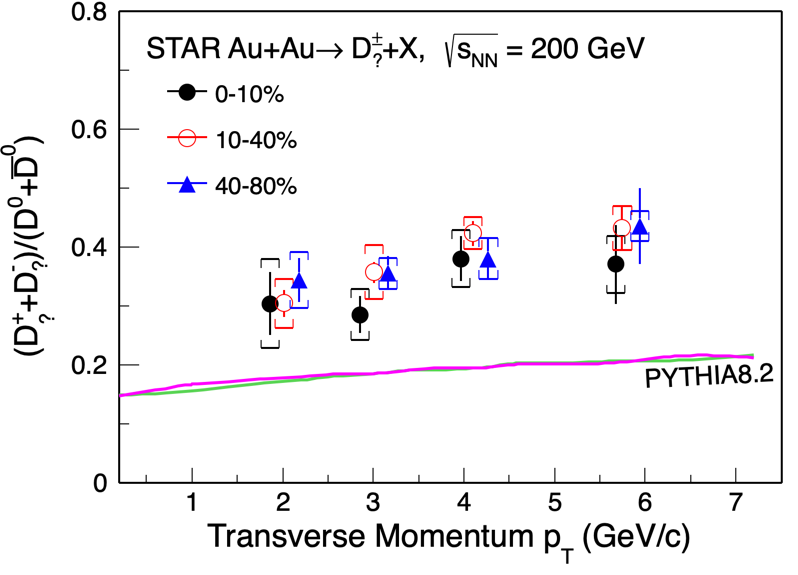 0.8
STAR Au+Au→ D?±+X, √sNN = 200 GeV
0-10%
0.6
10-40%
40-80%
0.4
0.2
PYTHIA8.2
0
1 2 3 4 5 6 7
Transverse Momentum pT (GeV/c)
(D?++D?-)/(D0+D̅0)